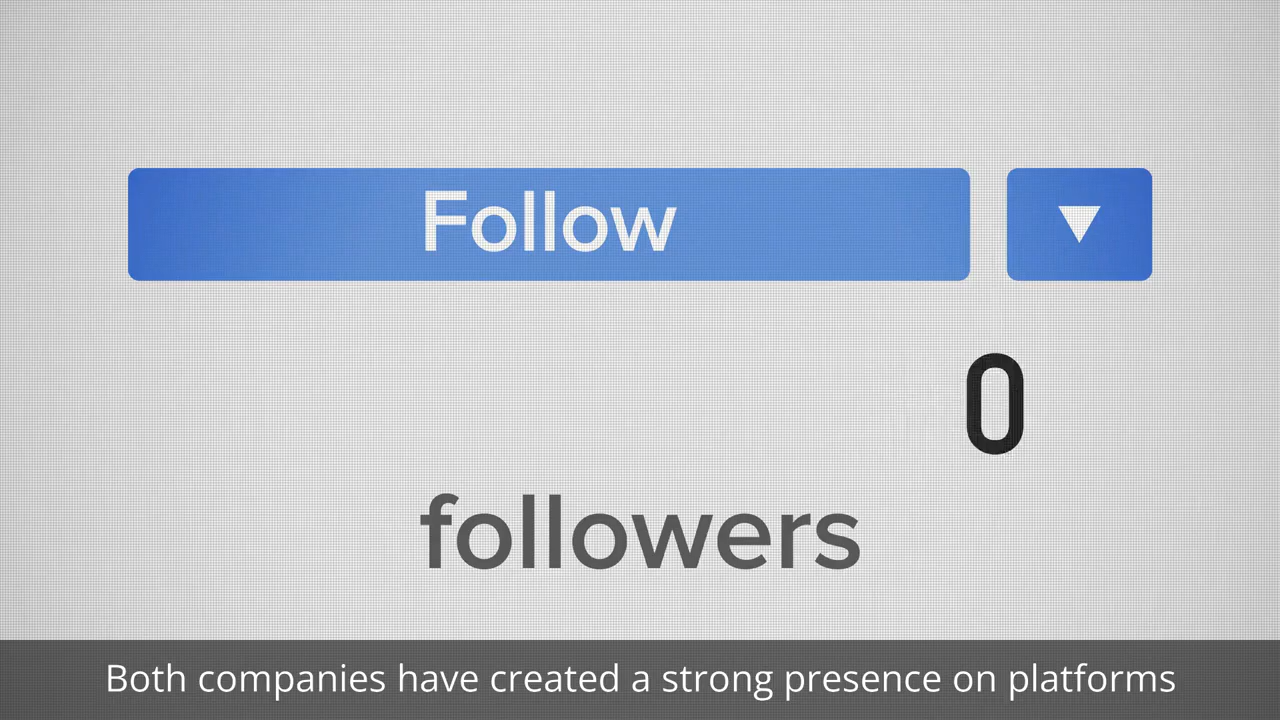 Follow
0
followers
Both companies have created a strong presence on platforms